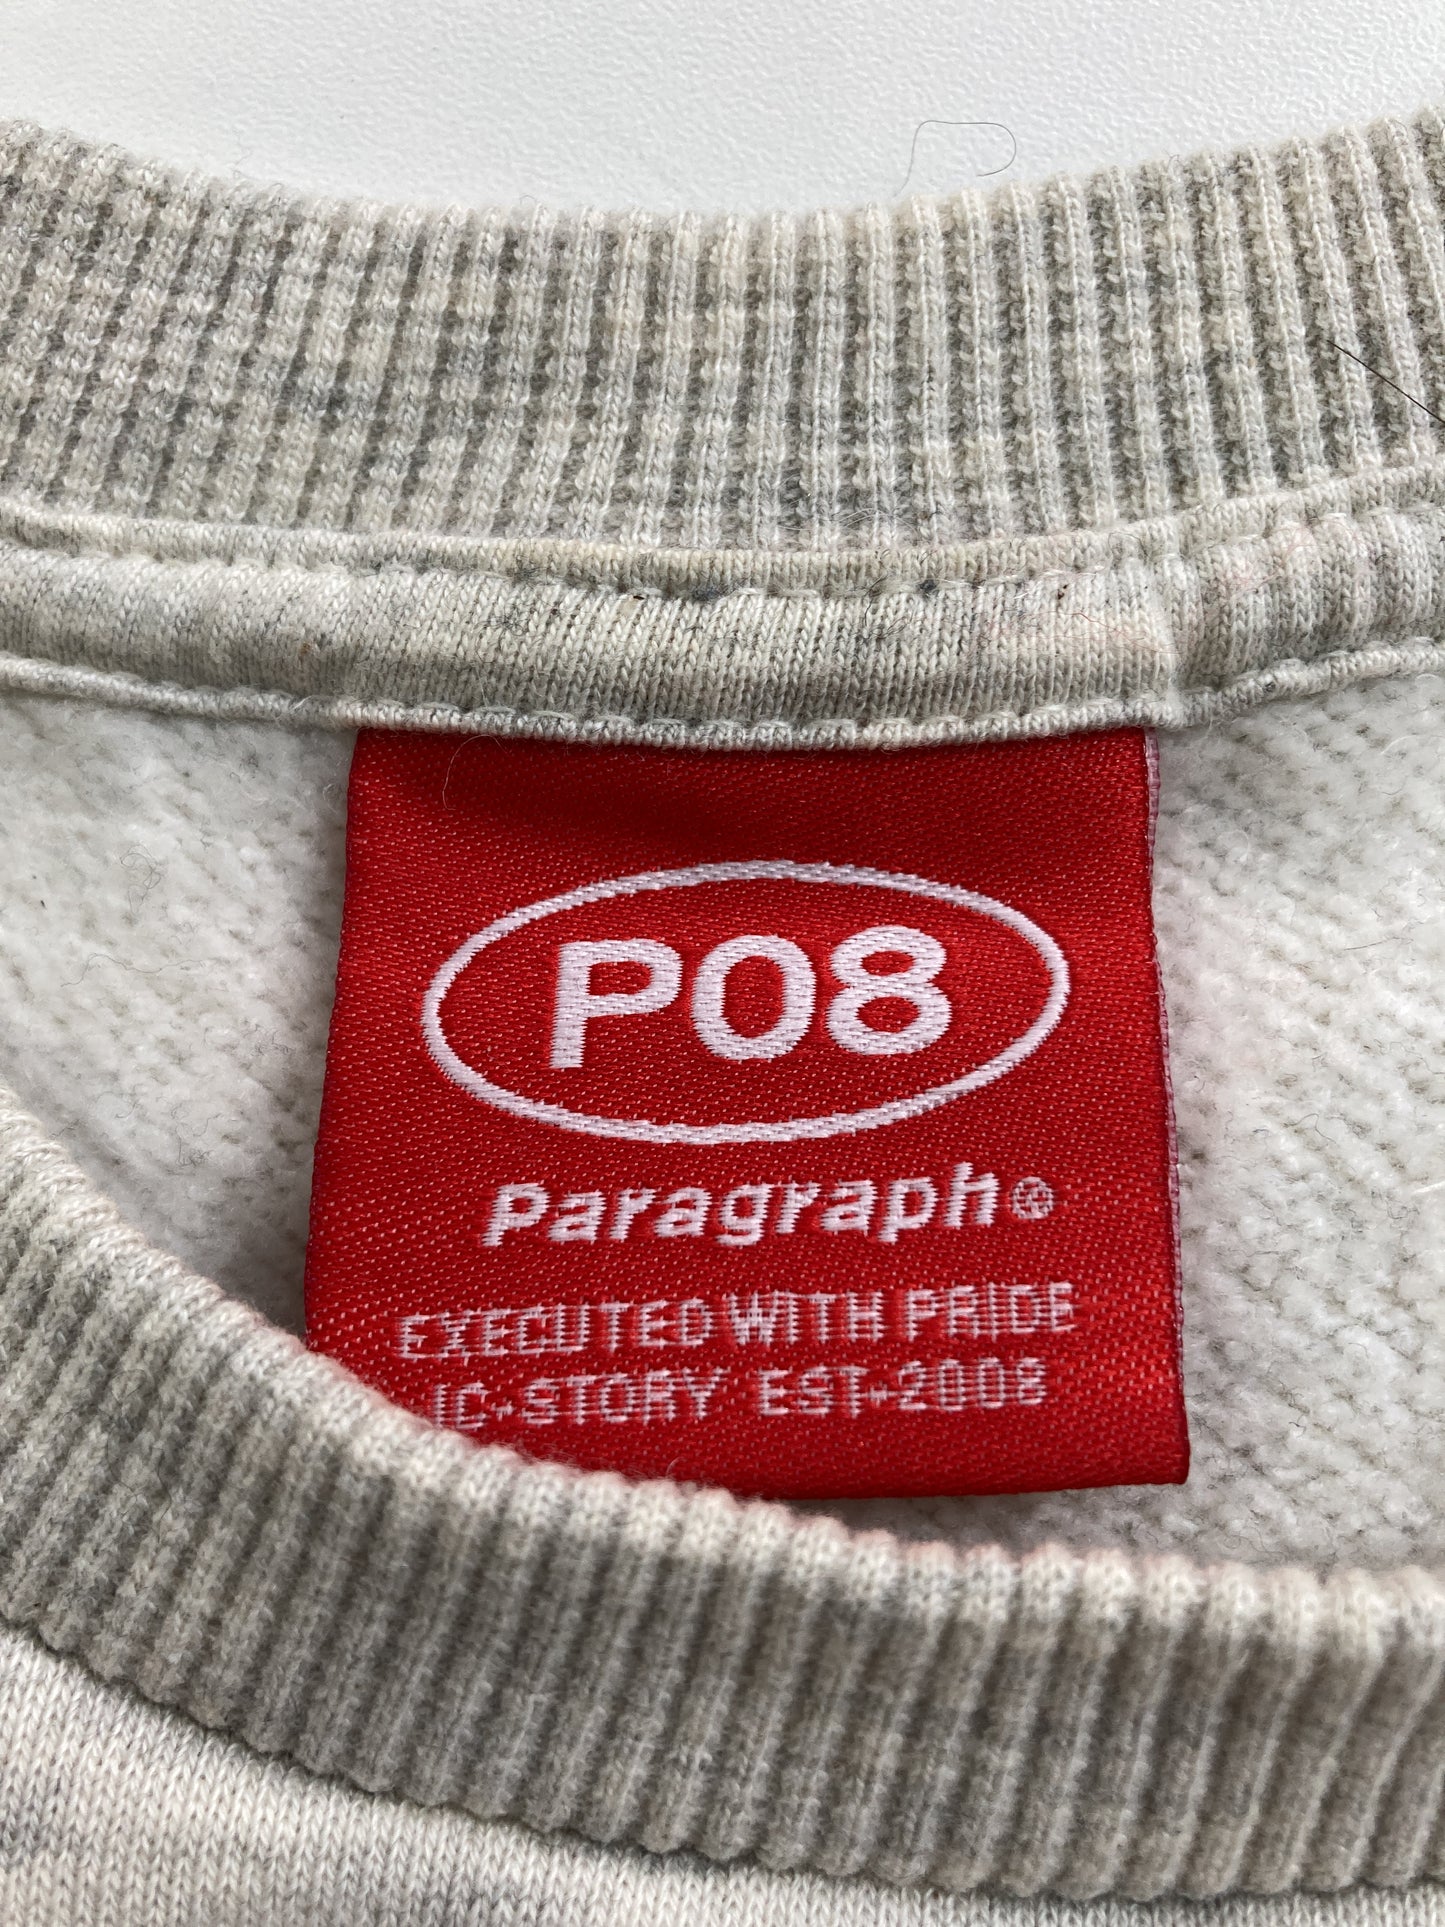 P08
Paragraph®
EXECUTED WITH PRIDE
IC-STORY EST-2008